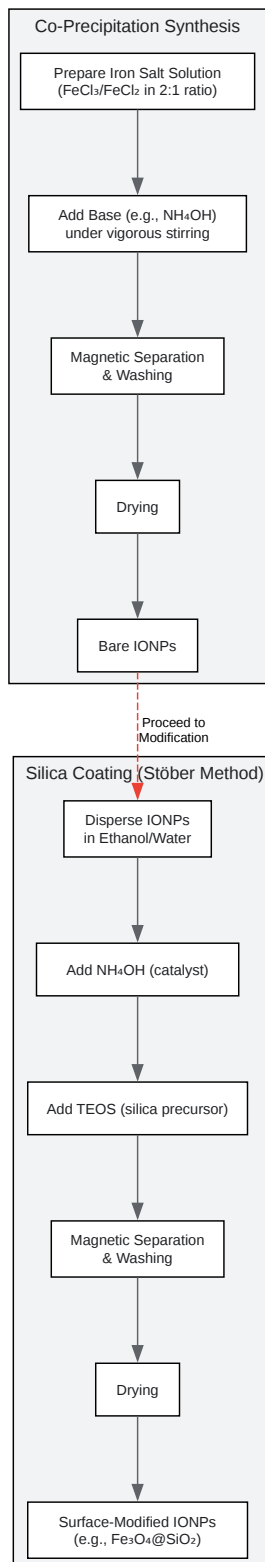 Co-Precipitation Synthesis
Prepare Iron Salt Solution
(FeCl₃/FeCl₂ in 2:1 ratio)
Add Base (e.g., NH₄OH)
under vigorous stirring
Magnetic Separation
& Washing
Drying
Bare IONPs
Proceed to
Modification
Silica Coating (Stöber Method)
Disperse IONPs
in Ethanol/Water
Add NH₄OH (catalyst)
Add TEOS (silica precursor)
Magnetic Separation
& Washing
Drying
Surface-Modified IONPs
(e.g., Fe₃O₄@SiO₂)